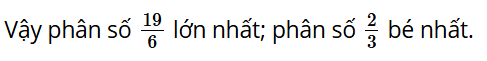 Vậy phân số 19/6 lớn nhất; phân số 2/3 bé nhất.